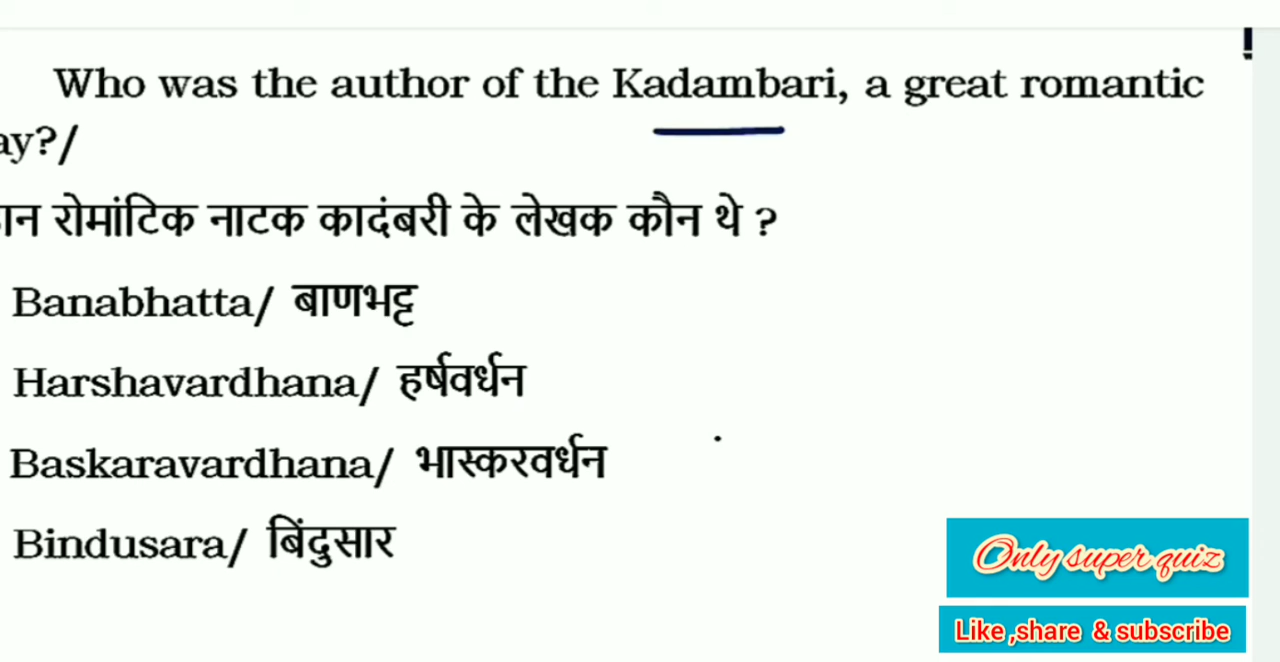 Who was the author of the Kadambari, a great romantic
ay?/
ान रोमांटिक नाटक कादंबरी के लेखक कौन थे ?
Banabhatta/ बाणभट्ट
Harshavardhana/ हर्षवर्धन
Baskaravardhana/ भास्करवर्धन
Bindusara/ बिंदुसार
Only super quiz
Like ,share & subscribe